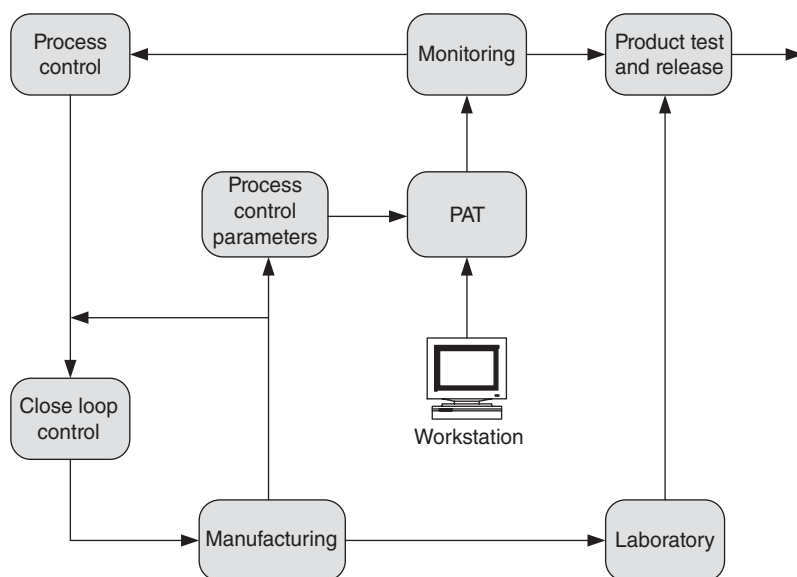 Process
control
Monitoring
Product test
and release
Process
control
parameters
PAT
Close loop
control
Workstation
Manufacturing
Laboratory